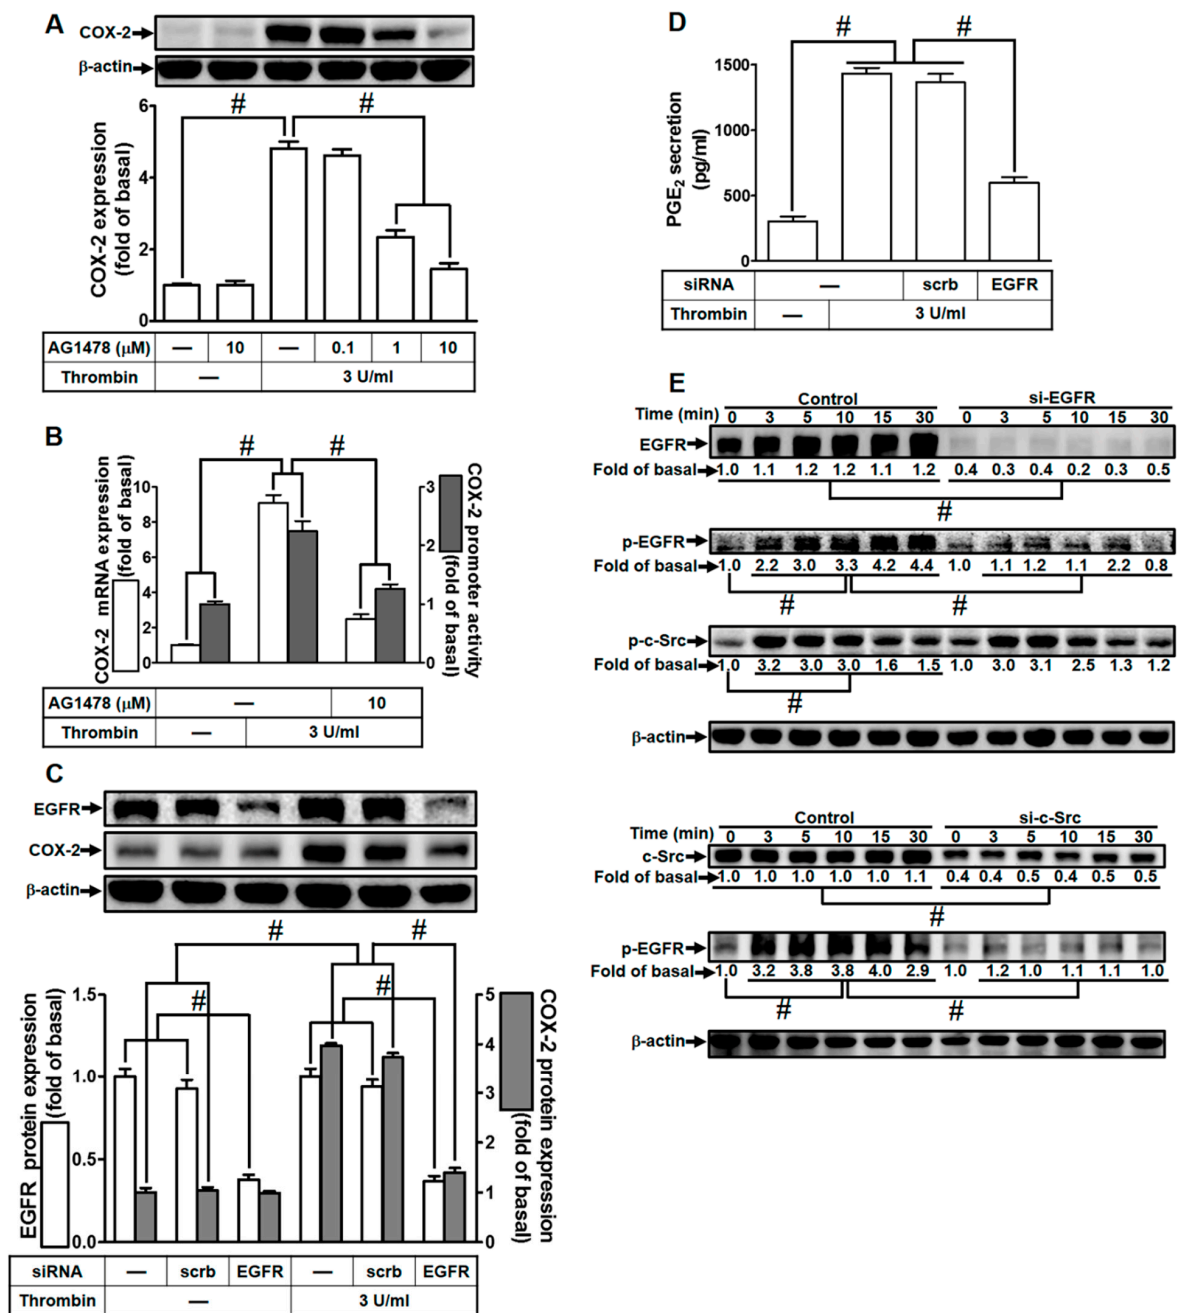 A
COX-2
β-actin
#
#
6
4
2
0
COX-2 expression
(fold of basal)
AG1478 (μM) — 10 — 0.1 1 10
Thrombin — 3 U/ml
B
#
#
10
8
6
4
2
0
COX-2 mRNA expression
(fold of basal)
3
2
1
0
COX-2 promoter activity
(fold of basal)
AG1478 (μM) — 10
Thrombin — 3 U/ml
C
EGFR
COX-2
β-actin
#
#
#
#
1.5
1.0
0.5
0.0
EGFR protein expression
(fold of basal)
5
4
3
2
1
0
COX-2 prrotein expression
(fold of basal)
siRNA — scrb EGFR — scrb EGFR
Thrombin — 3 U/ml
D
#
#
1500
1000
500
0
PGE2 secretion
(pg/ml)
siRNA — scrb EGFR
Thrombin — 3 U/ml
E
Control si-EGFR
Time (min) 0 3 5 10 15 30 0 3 5 10 15 30
EGFR
Fold of basal 1.0 1.1 1.2 1.2 1.1 1.2 0.4 0.3 0.4 0.2 0.3 0.5
#
p-EGFR
Fold of basal 1.0 2.2 3.0 3.3 4.2 4.4 1.0 1.1 1.2 1.1 2.2 0.8
# #
p-c-Src
Fold of basal 1.0 3.2 3.0 3.0 1.6 1.5 1.0 3.0 3.1 2.5 1.3 1.2
#
β-actin
Control si-c-Src
Time (min) 0 3 5 10 15 30 0 3 5 10 15 30
c-Src
Fold of basal 1.0 1.0 1.0 1.0 1.0 1.1 0.4 0.4 0.5 0.4 0.5 0.5
#
p-EGFR
Fold of basal 1.0 3.2 3.8 3.8 4.0 2.9 1.0 1.2 1.0 1.1 1.1 1.0
# #
β-actin